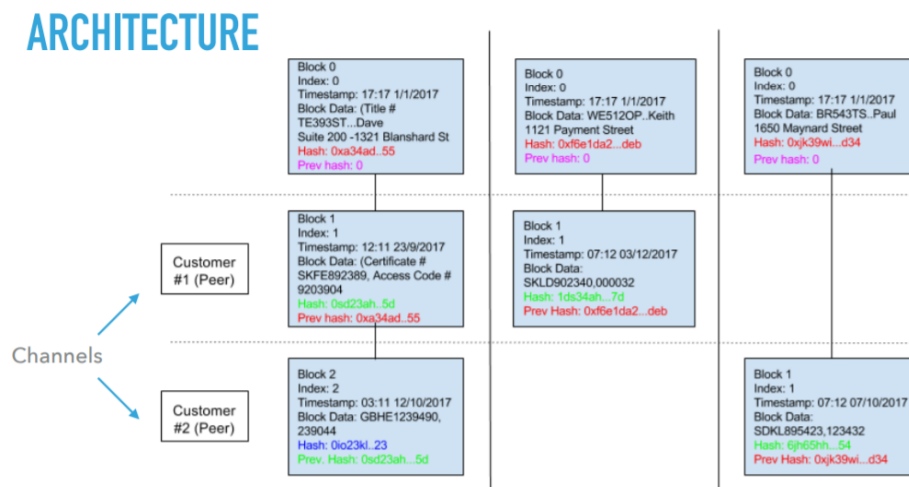 ARCHITECTURE
Block 0
Index: 0
Timestamp: 17:17 1/1/2017
Block Data: (Title #
TE393ST...Dave
Suite 200 -1321 Blanshard St
Hash: 0xa34ad..55
Prev hash: 0
Block 0
Index: 0
Timestamp: 17:17 1/1/2017
Block Data: WE512OP..Keith
1121 Payment Street
Hash: 0xf6e1da2...deb
Prev hash: 0
Block 0
Index: 0
Timestamp: 17:17 1/1/2017
Block Data: BR543TS..Paul
1650 Maynard Street
Hash: 0xjk39wi...d34
Prev hash: 0
Customer
#1 (Peer)
Block 1
Index: 1
Timestamp: 12:11 23/9/2017
Block Data: (Certificate #
SKFE892389, Access Code #
9203904
Hash: 0sd23ah..5d
Prev hash: 0xa34ad..55
Block 1
Index: 1
Timestamp: 07:12 03/12/2017
Block Data:
SKLD902340,000032
Hash: 1ds34ah...7d
Prev Hash: 0xf6e1da2...deb
Channels
Customer
#2 (Peer)
Block 2
Index: 2
Timestamp: 03:11 12/10/2017
Block Data: GBHE1239490,
239044
Hash: 0io23kl..23
Prev. Hash: 0sd23ah...5d
Block 1
Index: 1
Timestamp: 07:12 07/10/2017
Block Data:
SDKL895423,123432
Hash: 6jh65hh...54
Prev Hash: 0xjk39wi...d34